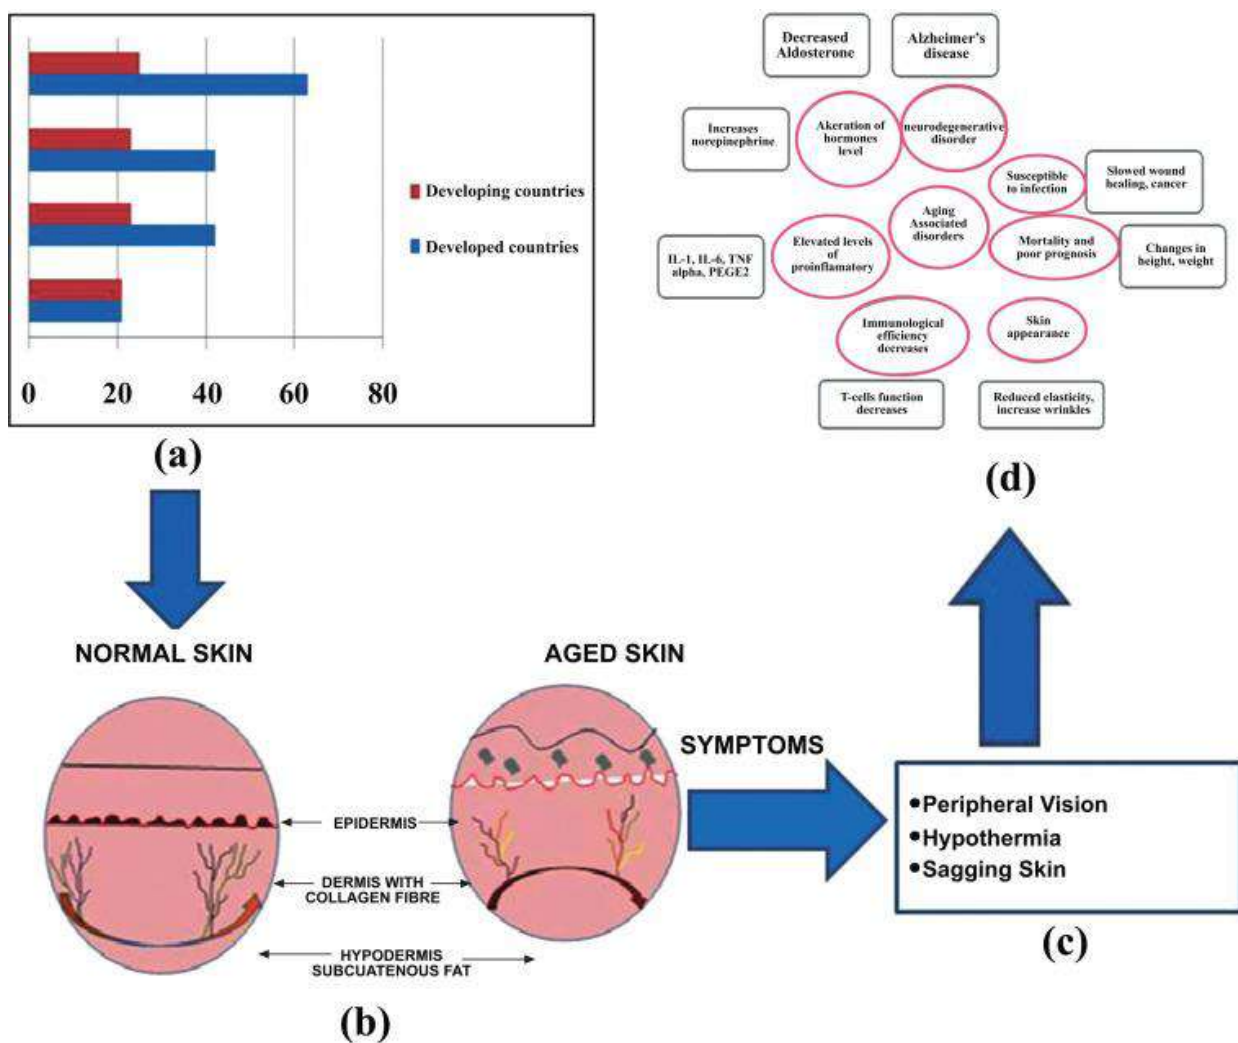 Developing countries
Developed countries
0 20 40 60 80
(a)
Decreased
Aldosterone
Alzheimer's
disease
Increases
norepinephrine
Akeration of
hormones
level
neurodegenerative
disorder
Susceptible
to infection
Slowed wound
healing, cancer
Aging
Associated
disorders
IL-1, IL-6, TNF
alpha, PEGE2
Elevated levels
of
proinflamatory
Mortality and
poor prognosis
Changes in
height, weight
Immunological
efficiency
decreases
Skin
appearance
T-cells function
decreases
Reduced elasticity,
increase wrinkles
(d)
NORMAL SKIN
AGED SKIN
EPIDERMIS
DERMIS WITH
COLLAGEN FIBRE
HYPODERMIS
SUBCUATENOUS FAT
(b)
SYMPTOMS
•Peripheral Vision
•Hypothermia
•Sagging Skin
(c)